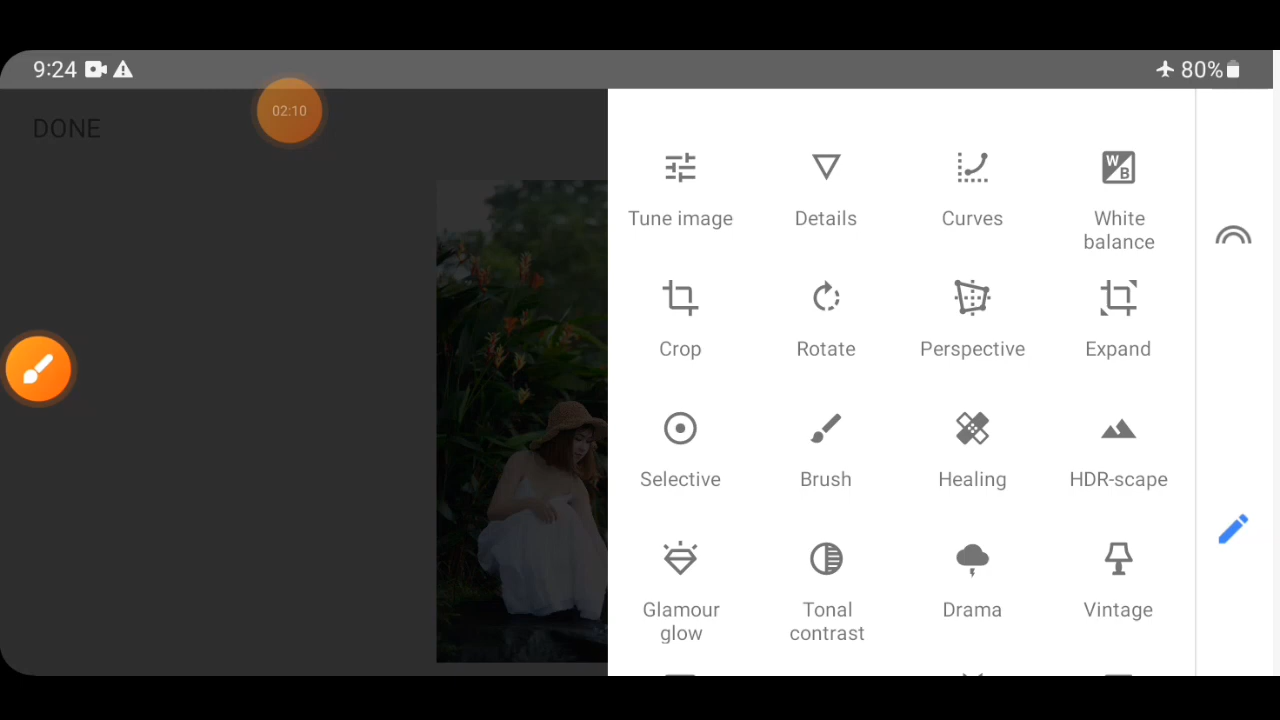 9:24
80%
DONE
02:10
Tune image
Details
Curves
White
balance
Crop
Rotate
Perspective
Expand
Selective
Brush
Healing
HDR-scape
Glamour
glow
Tonal
contrast
Drama
Vintage